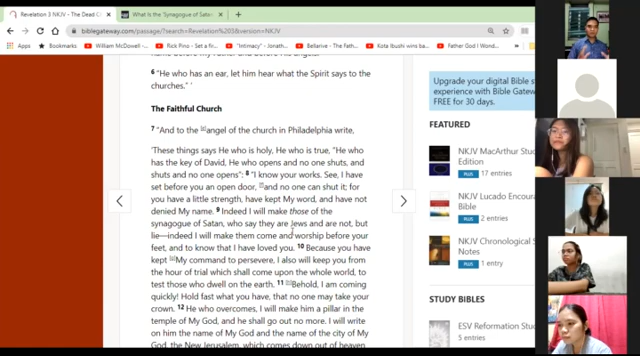 Revelation 3 NKJV - The Dead C
What Is the 'Synagogue of Satan
biblegateway.com/passage/?search=Revelation%203&version=NKJV
Apps
Bookmarks
William McDowell -
Rick Pino - Set a fir
"Intimacy" - Jonath
Bellarive - The Fath
Kota Ibushi wins ba
Father God I Wond
name before My Father and before His angels.
6 "He who has an ear, let him hear what the Spirit says to the
churches." '
The Faithful Church
7 "And to the angel of the church in Philadelphia write,
'These things says He who is holy, He who is true, "He who
has the key of David, He who opens and no one shuts, and
shuts and no one opens": 8 "I know your works. See, I have
set before you an open door, and no one can shut it; for
you have a little strength, have kept My word, and have not
denied My name. 9 Indeed I will make those of the
synagogue of Satan, who say they are Jews and are not, but
lie—indeed I will make them come and worship before your
feet, and to know that I have loved you. 10 Because you have
kept My command to persevere, I also will keep you from
the hour of trial which shall come upon the whole world, to
test those who dwell on the earth. 11 Behold, I am coming
quickly! Hold fast what you have, that no one may take your
crown. 12 He who overcomes, I will make him a pillar in the
temple of My God, and he shall go out no more. I will write
on him the name of My God and the name of the city of My
God, the New Jerusalem, which comes down out of heaven
Upgrade your digital Bible s
experience with Bible Gatew
FREE for 30 days.
FEATURED
NKJV MacArthur Stud
Edition
PLUS 17 entries
NKJV Lucado Encoura
Bible
PLUS 2 entries
NKJV Chronological S
Notes
PLUS 1 entry
STUDY BIBLES
ESV Reformation Stud
5 entries